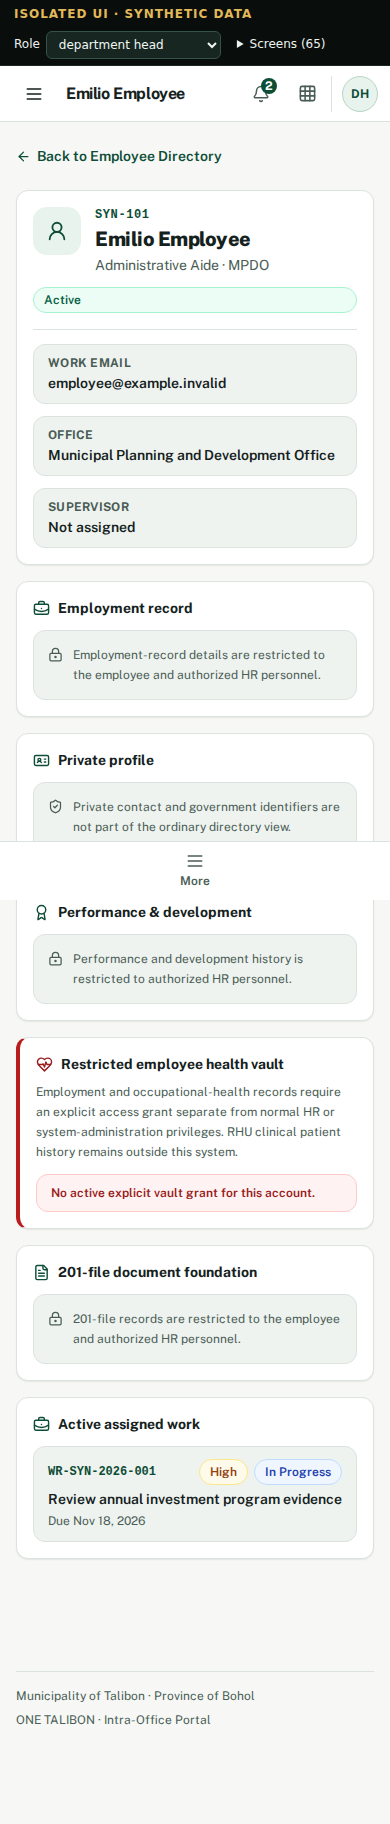 ISOLATED UI · SYNTHETIC DATA
Role department head ▶ Screens (65)
Emilio Employee 2 DH
← Back to Employee Directory
SYN-101
Emilio Employee
Administrative Aide · MPDO
Active
WORK EMAIL
employee@example.invalid
OFFICE
Municipal Planning and Development Office
SUPERVISOR
Not assigned
Employment record
Employment-record details are restricted to
the employee and authorized HR personnel.
Private profile
Private contact and government identifiers are
not part of the ordinary directory view.
More
Performance & development
Performance and development history is
restricted to authorized HR personnel.
Restricted employee health vault
Employment and occupational-health records require
an explicit access grant separate from normal HR or
system-administration privileges. RHU clinical patient
history remains outside this system.
No active explicit vault grant for this account.
201-file document foundation
201-file records are restricted to the employee
and authorized HR personnel.
Active assigned work
WR-SYN-2026-001 High In Progress
Review annual investment program evidence
Due Nov 18, 2026
Municipality of Talibon · Province of Bohol
ONE TALIBON · Intra-Office Portal